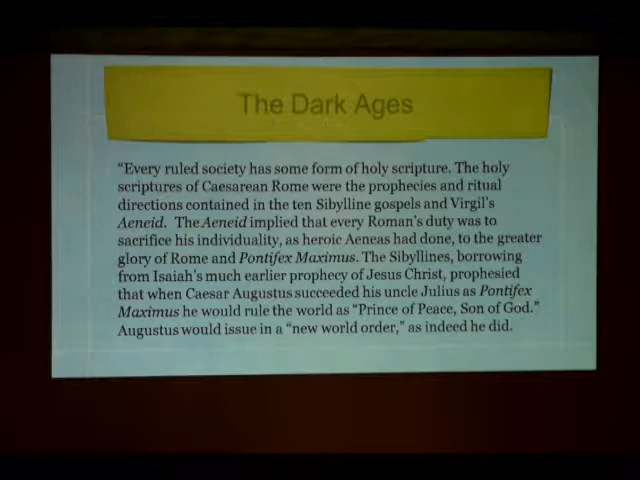 The Dark Ages
“Every ruled society has some form of holy scripture. The holy
scriptures of Caesarean Rome were the prophecies and ritual
directions contained in the ten Sibylline gospels and Virgil’s
Aeneid. The Aeneid implied that every Roman’s duty was to
sacrifice his individuality, as heroic Aeneas had done, to the greater
glory of Rome and Pontifex Maximus. The Sibyllines, borrowing
from Isaiah’s much earlier prophecy of Jesus Christ, prophesied
that when Caesar Augustus succeeded his uncle Julius as Pontifex
Maximus he would rule the world as “Prince of Peace, Son of God.”
Augustus would issue in a “new world order,” as indeed he did.